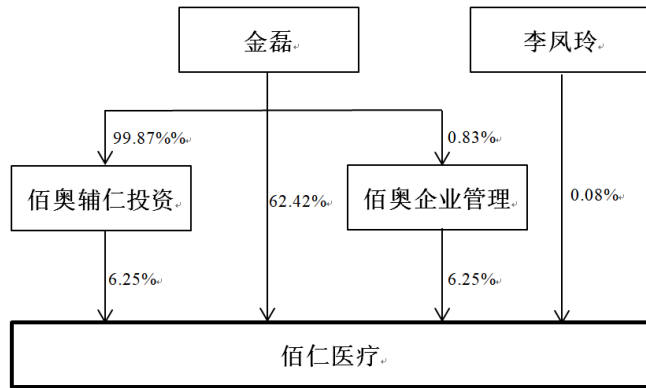 金磊
李凤玲
99.87%%
0.83%
佰奥辅仁投资
62.42%
佰奥企业管理
0.08%
6.25%
6.25%
佰仁医疗